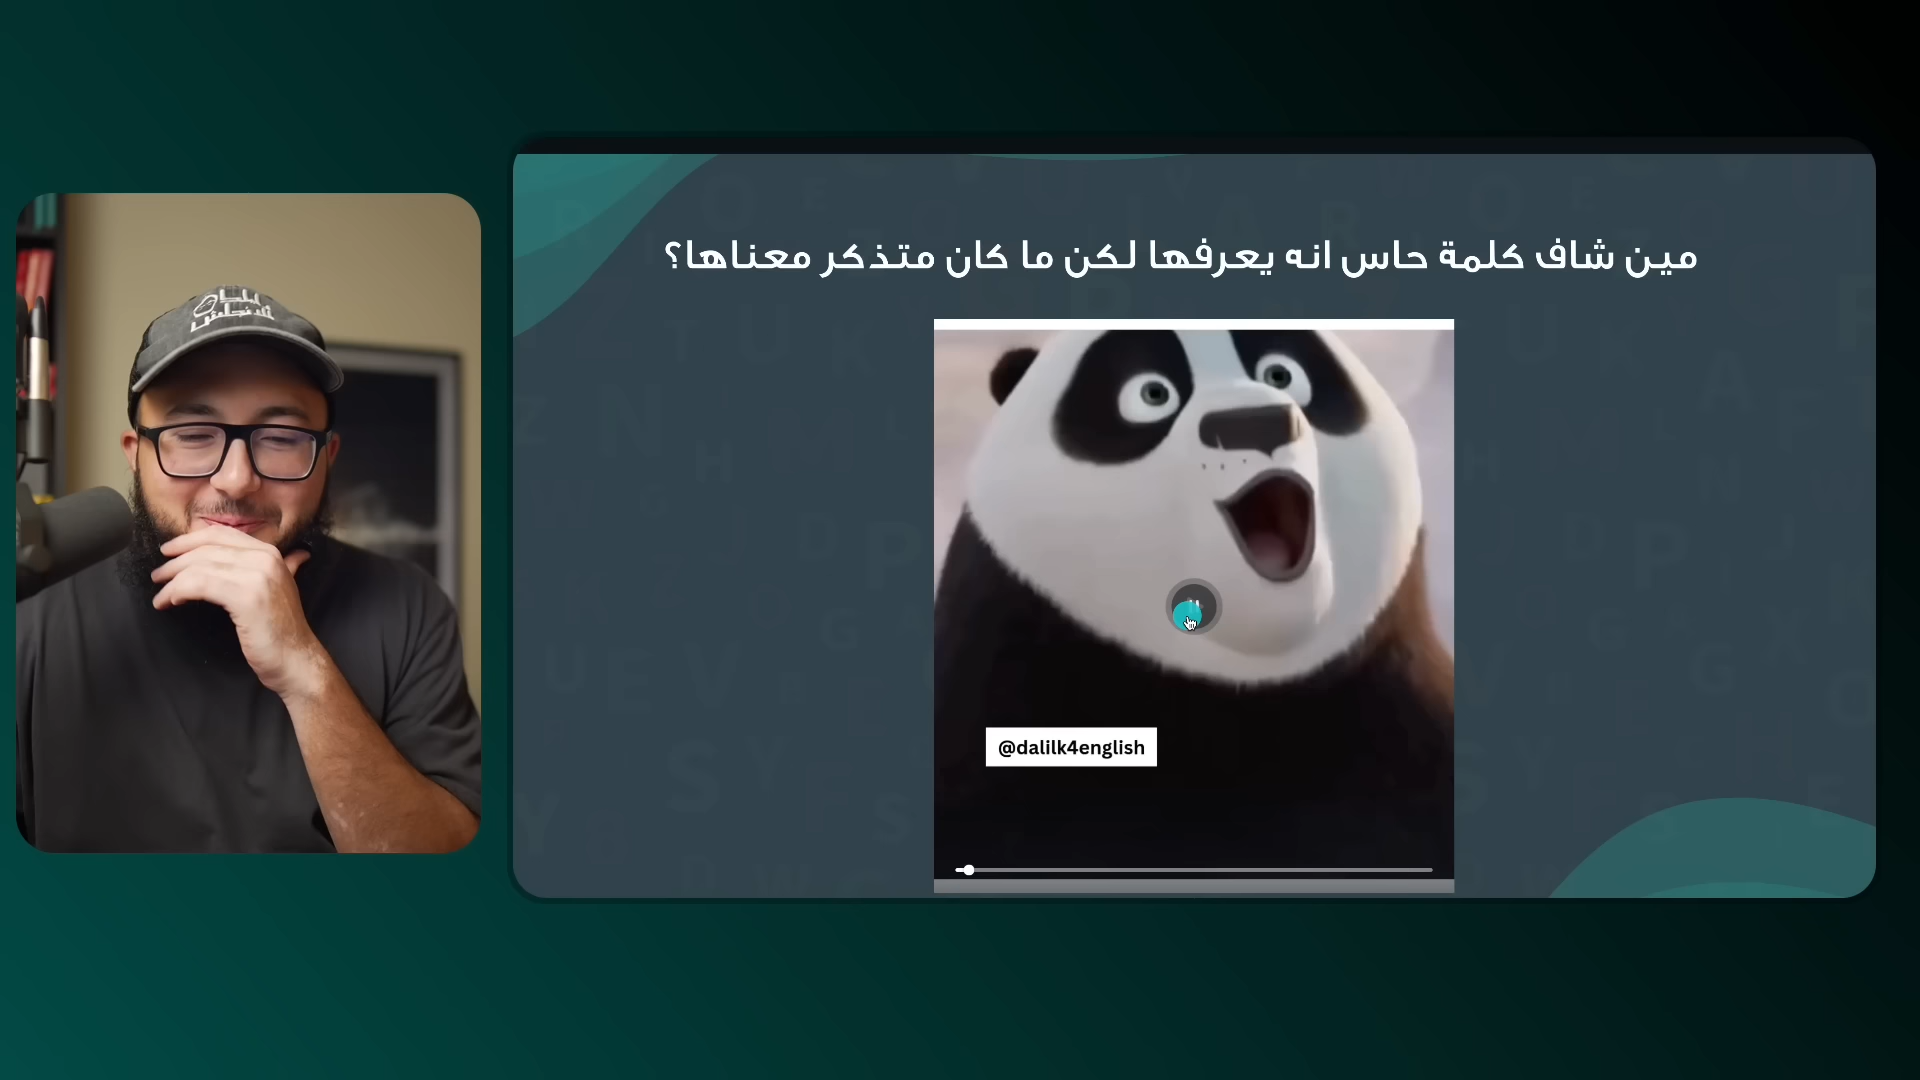 مين شاف كلمة حاس انه يعرفها لكن ما كان متذكر معناها؟
@dalilk4english